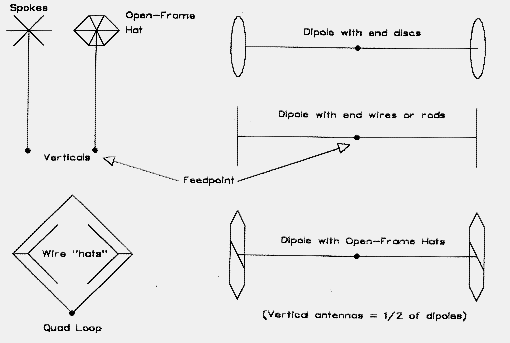 Spokes
Open-Frame
Hat
Dipole with end discs
Dipole with end wires or rods
Verticals
Feedpoint
Wire "hats"
Dipole with Open-Frame Hats
(Vertical antennas = 1/2 of dipoles)
Quad Loop